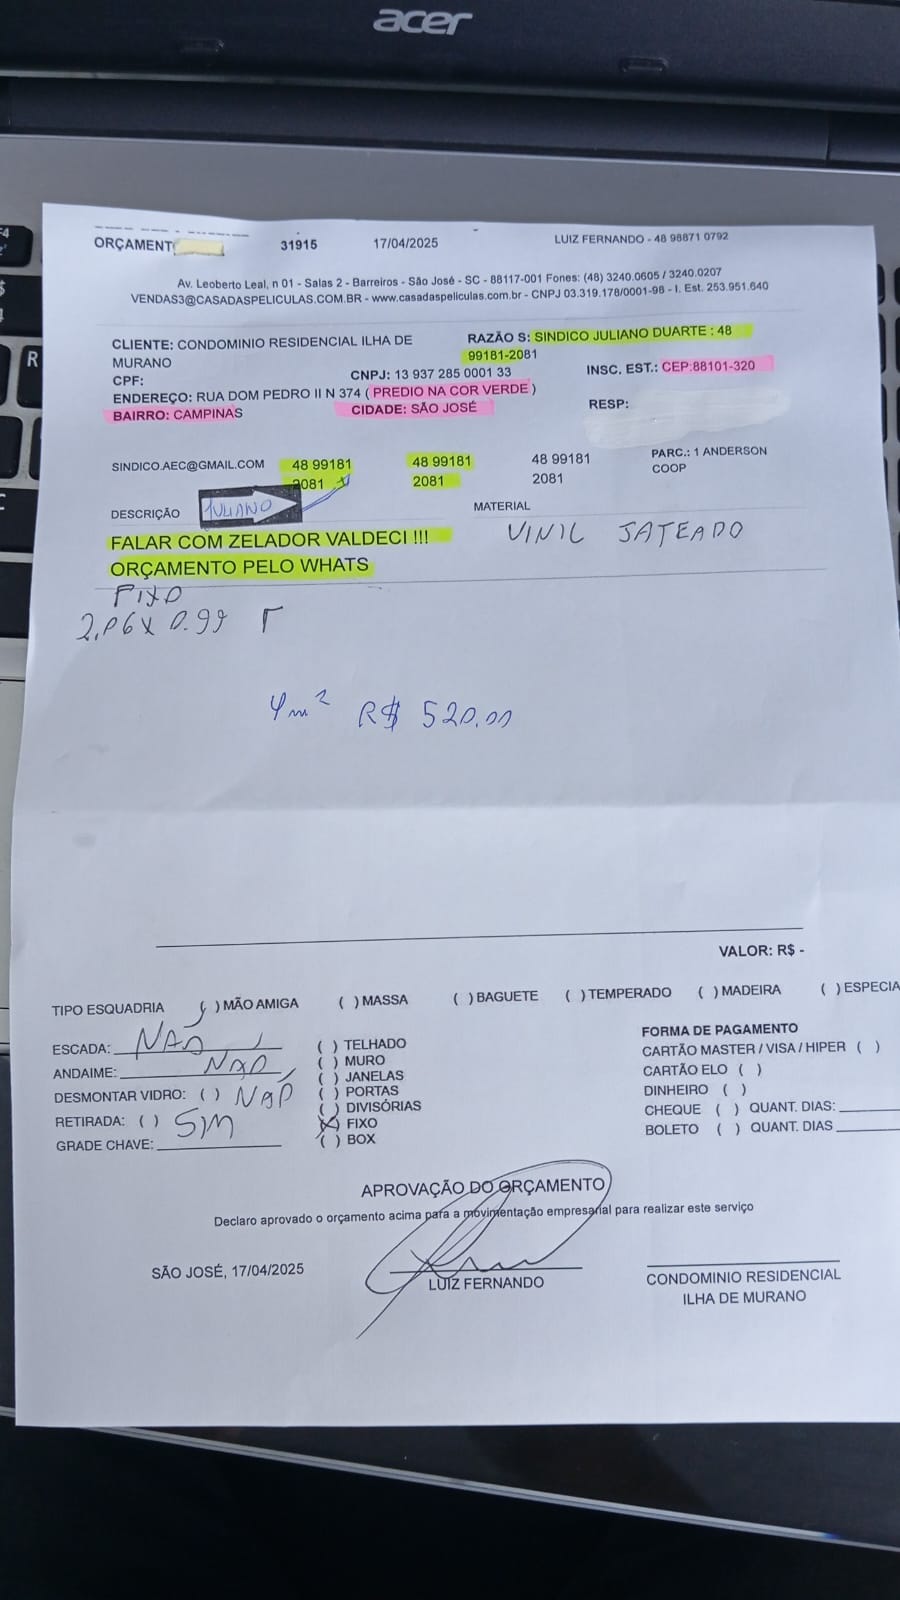 acer
ORÇAMENT 31915 17/04/2025 LUIZ FERNANDO - 48 98871 0792
Av. Leoberto Leal, n 01 - Salas 2 - Barreiros - São José - SC - 88117-001 Fones: (48) 3240.0605 / 3240.0207
VENDAS3@CASADASPELICULAS.COM.BR - www.casadaspeliculas.com.br - CNPJ 03.319.178/0001-98 - I. Est. 253.951.640
CLIENTE: CONDOMINIO RESIDENCIAL ILHA DE MURANO
RAZÃO S: SINDICO JULIANO DUARTE : 48 99181-2081
CPF: CNPJ: 13 937 285 0001 33 INSC. EST.: CEP:88101-320
ENDEREÇO: RUA DOM PEDRO II N 374 ( PREDIO NA COR VERDE )
BAIRRO: CAMPINAS CIDADE: SÃO JOSÉ RESP:
SINDICO.AEC@GMAIL.COM 48 99181 2081 48 99181 2081 48 99181 2081 PARC.: 1 ANDERSON COOP
DESCRIÇÃO JULIANO MATERIAL
FALAR COM ZELADOR VALDECI !!! VINIL JATEADO
ORÇAMENTO PELO WHATS
FIXO
2,06 X 0.99
4m² R$ 520,00
VALOR: R$ -
TIPO ESQUADRIA ( ) MÃO AMIGA ( ) MASSA ( ) BAGUETE ( ) TEMPERADO ( ) MADEIRA ( ) ESPECIA
ESCADA: NAO
ANDAIME: NAO
DESMONTAR VIDRO: ( ) NAO
RETIRADA: ( ) SIM
GRADE CHAVE:
( ) TELHADO
( ) MURO
( ) JANELAS
( ) PORTAS
( ) DIVISÓRIAS
(X) FIXO
( ) BOX
FORMA DE PAGAMENTO
CARTÃO MASTER / VISA / HIPER ( )
CARTÃO ELO ( )
DINHEIRO ( )
CHEQUE ( ) QUANT. DIAS:
BOLETO ( ) QUANT. DIAS
APROVAÇÃO DO ORÇAMENTO
Declaro aprovado o orçamento acima para a movimentação empresarial para realizar este serviço
SÃO JOSÉ, 17/04/2025
LUIZ FERNANDO
CONDOMINIO RESIDENCIAL
ILHA DE MURANO